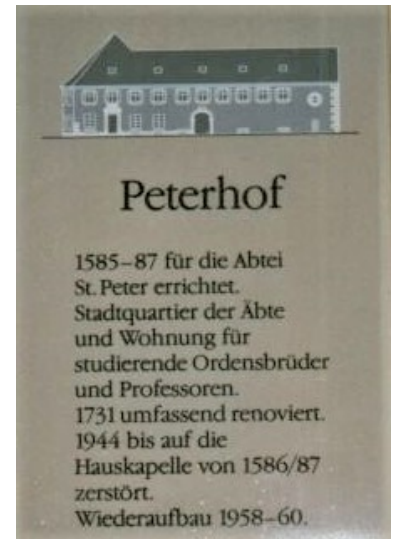 Peterhof
1585–87 für die Abtei
St. Peter errichtet.
Stadtquartier der Äbte
und Wohnung für
studierende Ordensbrüder
und Professoren.
1731 umfassend renoviert.
1944 bis auf die
Hauskapelle von 1586/87
zerstört.
Wiederaufbau 1958–60.